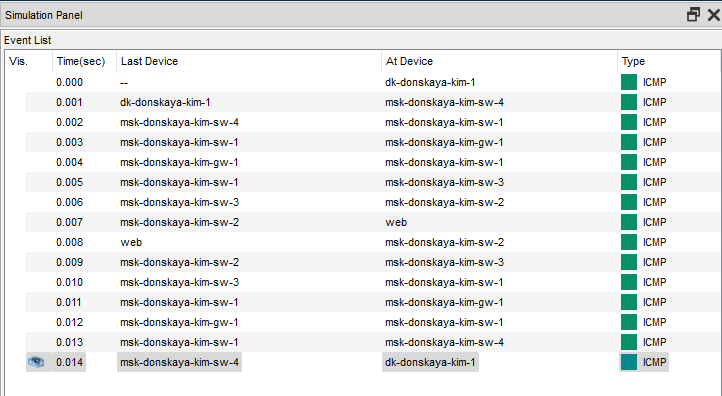 Simulation Panel
Event List
Vis. Time(sec) Last Device At Device Type
0.000 -- dk-donskaya-kim-1 ICMP
0.001 dk-donskaya-kim-1 msk-donskaya-kim-sw-4 ICMP
0.002 msk-donskaya-kim-sw-4 msk-donskaya-kim-sw-1 ICMP
0.003 msk-donskaya-kim-sw-1 msk-donskaya-kim-gw-1 ICMP
0.004 msk-donskaya-kim-gw-1 msk-donskaya-kim-sw-1 ICMP
0.005 msk-donskaya-kim-sw-1 msk-donskaya-kim-sw-3 ICMP
0.006 msk-donskaya-kim-sw-3 msk-donskaya-kim-sw-2 ICMP
0.007 msk-donskaya-kim-sw-2 web ICMP
0.008 web msk-donskaya-kim-sw-2 ICMP
0.009 msk-donskaya-kim-sw-2 msk-donskaya-kim-sw-3 ICMP
0.010 msk-donskaya-kim-sw-3 msk-donskaya-kim-sw-1 ICMP
0.011 msk-donskaya-kim-sw-1 msk-donskaya-kim-gw-1 ICMP
0.012 msk-donskaya-kim-gw-1 msk-donskaya-kim-sw-1 ICMP
0.013 msk-donskaya-kim-sw-1 msk-donskaya-kim-sw-4 ICMP
0.014 msk-donskaya-kim-sw-4 dk-donskaya-kim-1 ICMP